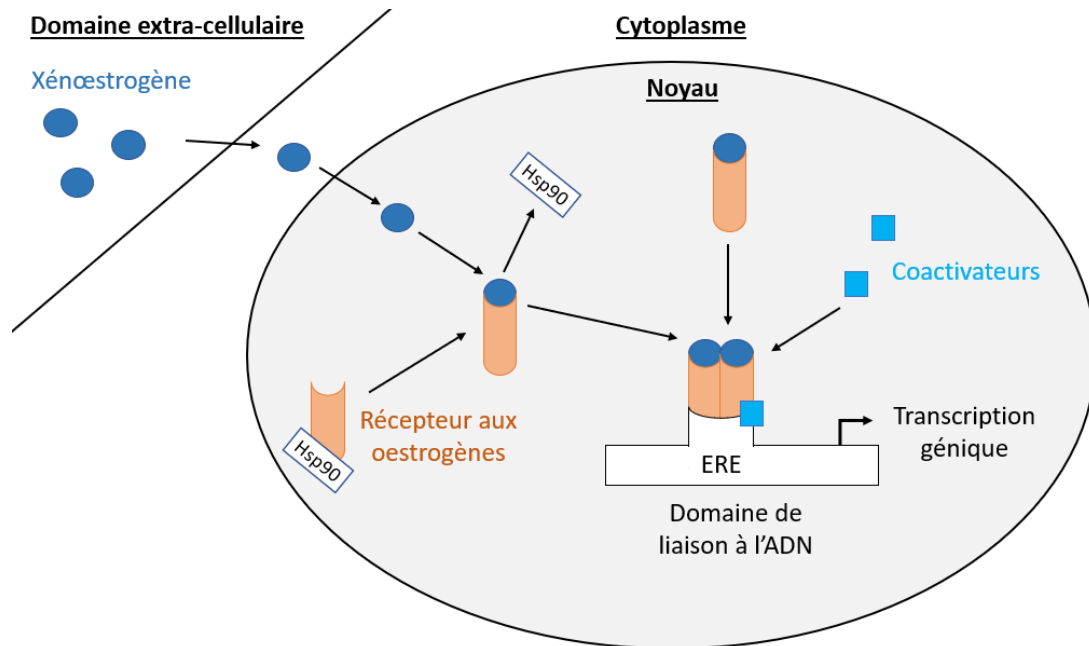 Domaine extra-cellulaire
Cytoplasme
Xénœstrogène
Noyau
Hsp90
Coactivateurs
Récepteur aux
oestrogènes
Hsp90
Transcription
génique
ERE
Domaine de
liaison à l'ADN